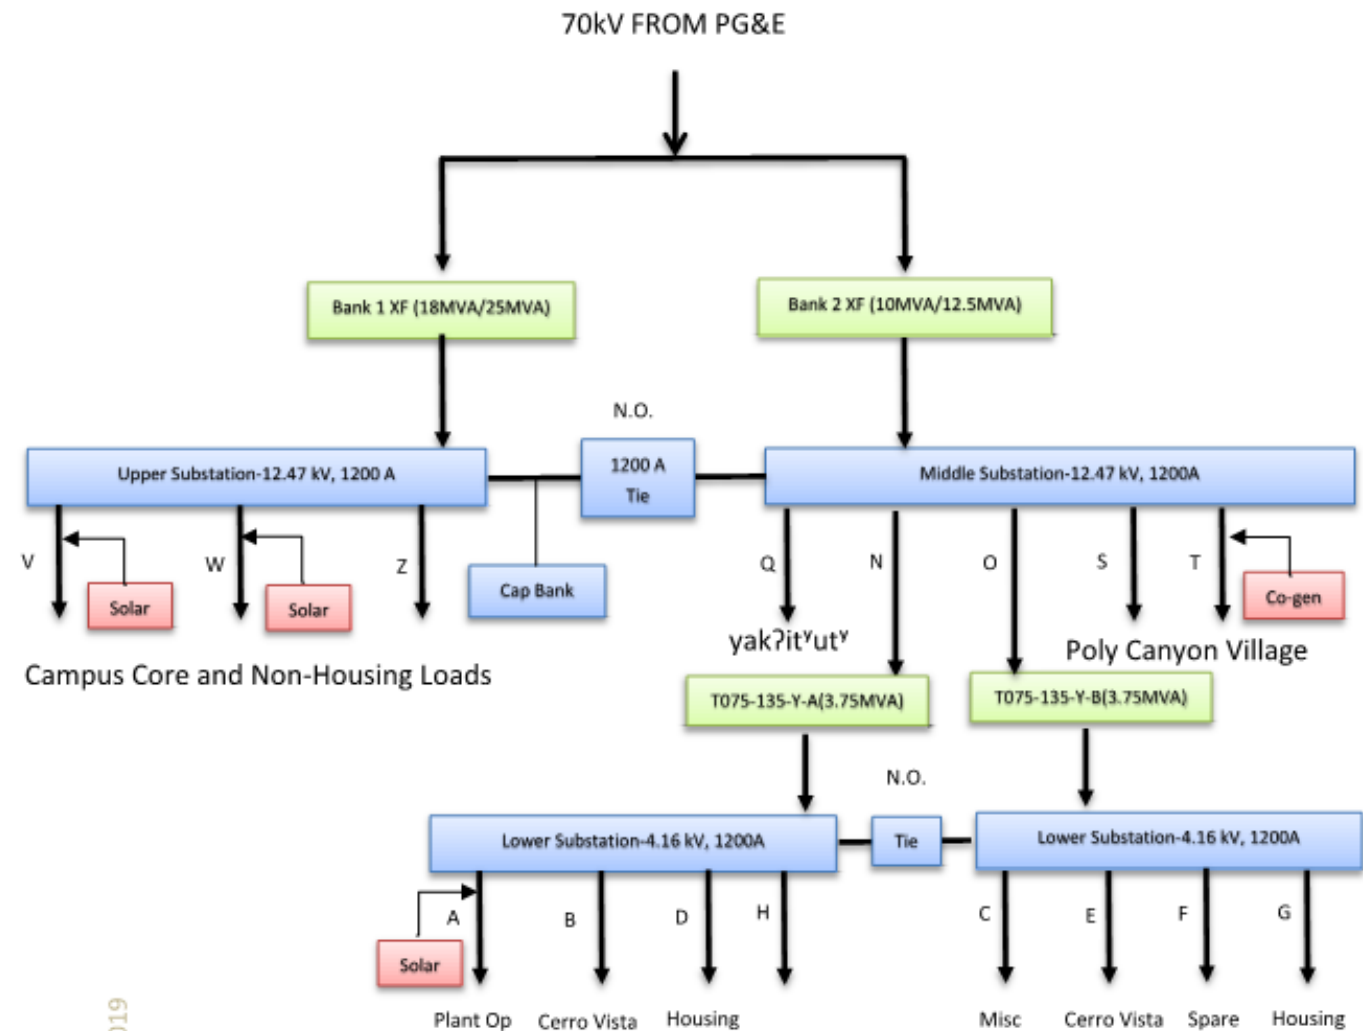 70kV FROM PG&E
Bank 1 XF (18MVA/25MVA)
Bank 2 XF (10MVA/12.5MVA)
N.O.
Upper Substation-12.47 kV, 1200 A
1200 A
Tie
Middle Substation-12.47 kV, 1200A
V
W
Z
Q
N
O
S
T
Solar
Solar
Cap Bank
Co-gen
Campus Core and Non-Housing Loads
yakʔitʸutʸ
Poly Canyon Village
T075-135-Y-A(3.75MVA)
T075-135-Y-B(3.75MVA)
N.O.
Lower Substation-4.16 kV, 1200A
Tie
Lower Substation-4.16 kV, 1200A
A
B
D
H
C
E
F
G
Solar
Plant Op
Cerro Vista
Housing
Misc
Cerro Vista
Spare
Housing
019